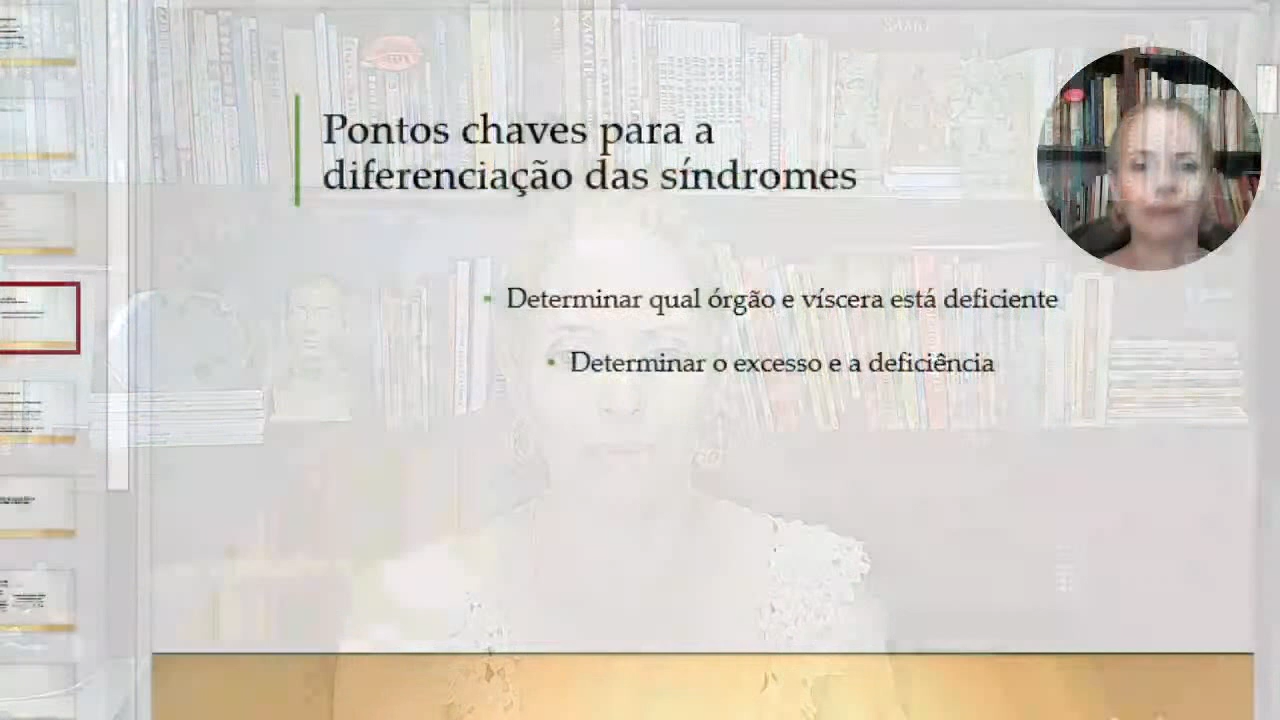 Pontos chaves para a
diferenciação das síndromes
Determinar qual órgão e víscera está deficiente
Determinar o excesso e a deficiência